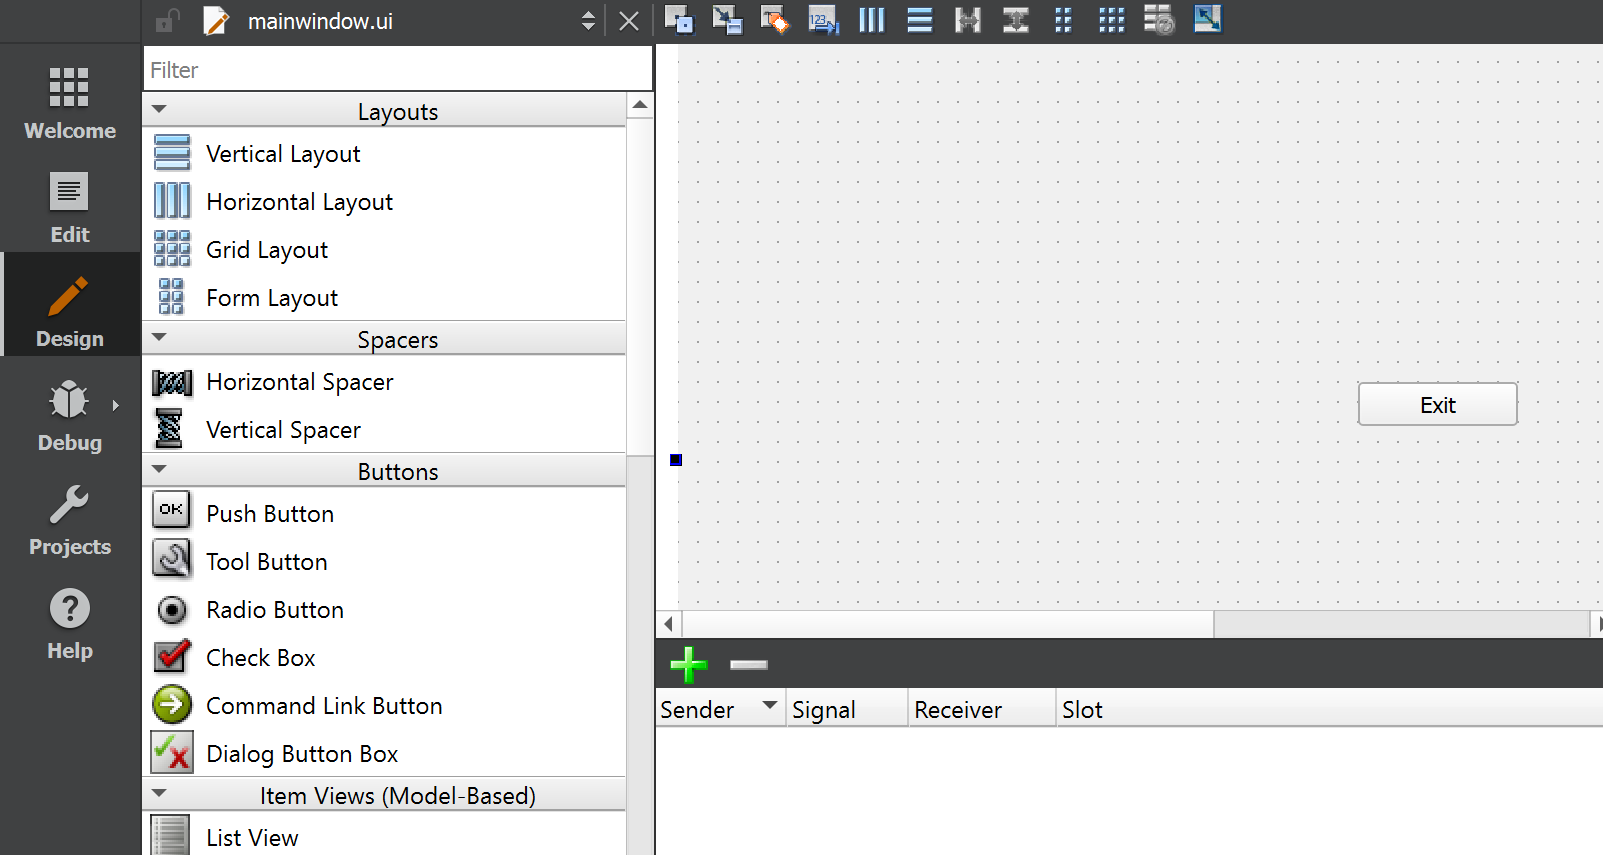 mainwindow.ui
Filter
Welcome
Edit
Design
Debug
Projects
Help
Layouts
Vertical Layout
Horizontal Layout
Grid Layout
Form Layout
Spacers
Horizontal Spacer
Vertical Spacer
Buttons
OK Push Button
Tool Button
Radio Button
Check Box
Command Link Button
Dialog Button Box
Item Views (Model-Based)
List View
123
Exit
Sender Signal Receiver Slot